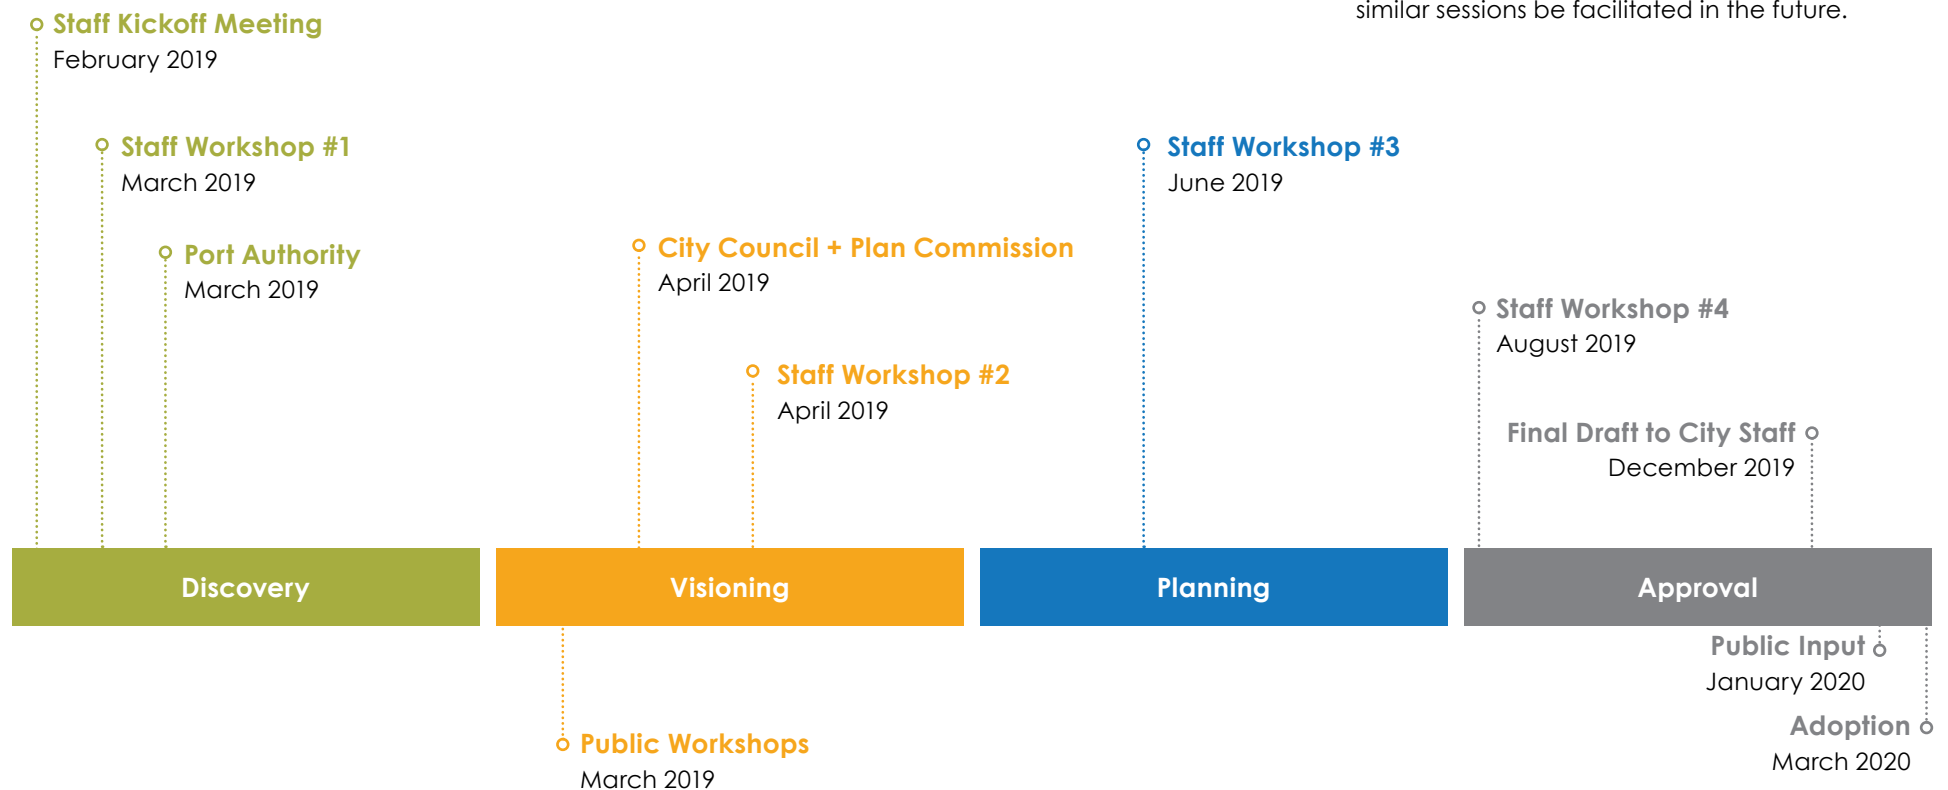 similar sessions be facilitated in the future.
Staff Kickoff Meeting
February 2019
Staff Workshop #1
March 2019
Port Authority
March 2019
City Council + Plan Commission
April 2019
Staff Workshop #2
April 2019
Staff Workshop #3
June 2019
Staff Workshop #4
August 2019
Final Draft to City Staff
December 2019
Discovery
Visioning
Planning
Approval
Public Workshops
March 2019
Public Input
January 2020
Adoption
March 2020